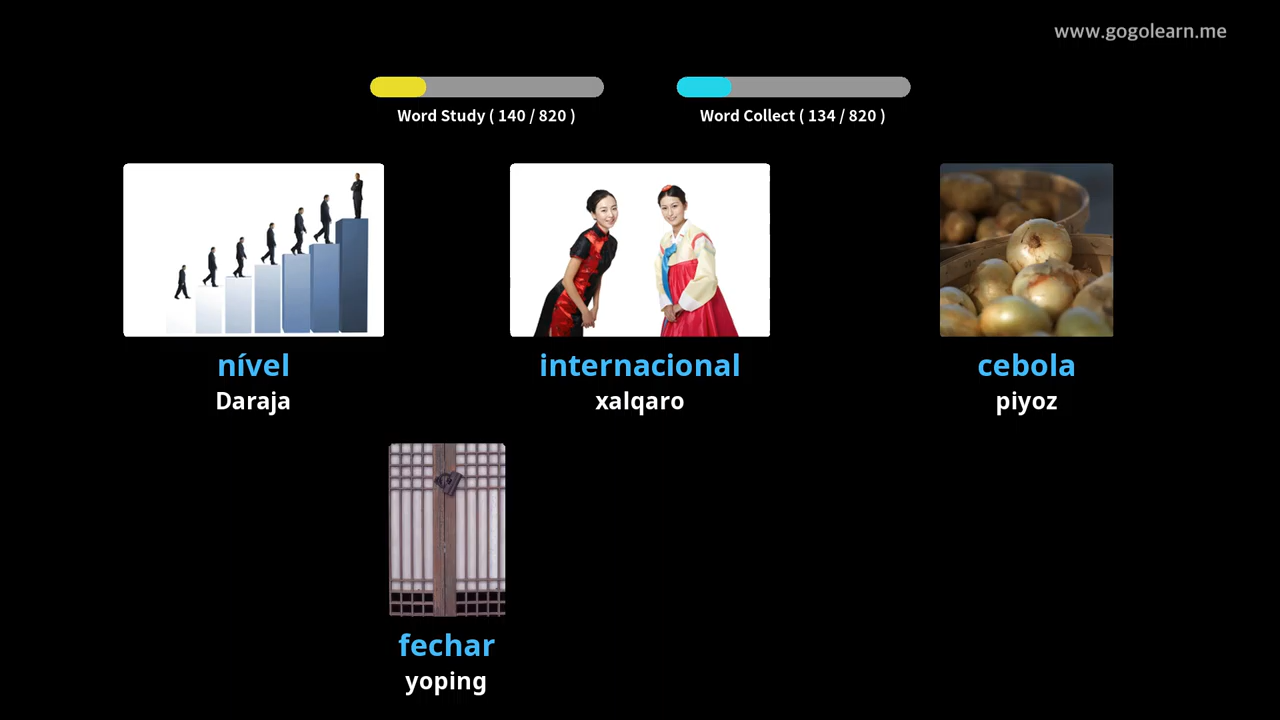 www.gogolearn.me
Word Study ( 140 / 820 )
Word Collect ( 134 / 820 )
nível
Daraja
internacional
xalqaro
cebola
piyoz
fechar
yoping